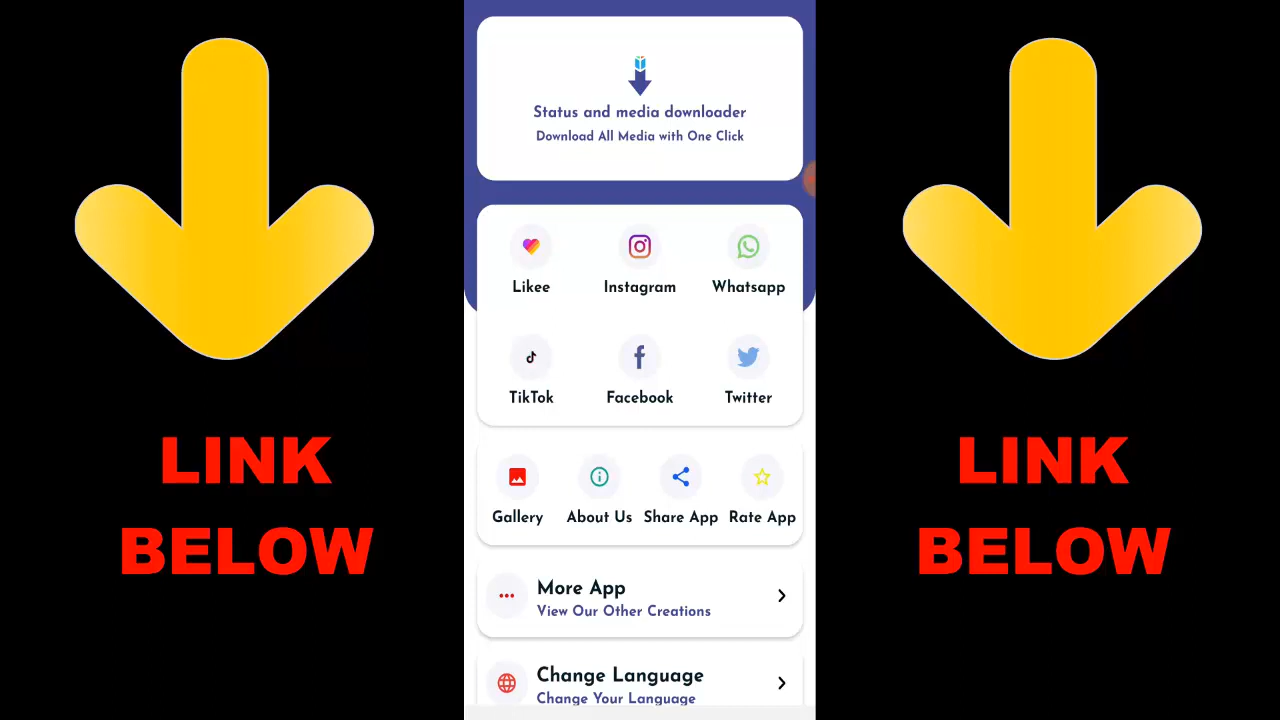 Status and media downloader
Download All Media with One Click
Likee Instagram Whatsapp
TikTok Facebook Twitter
Gallery About Us Share App Rate App
More App
View Our Other Creations
Change Language
Change Your Language
LINK
BELOW
LINK
BELOW